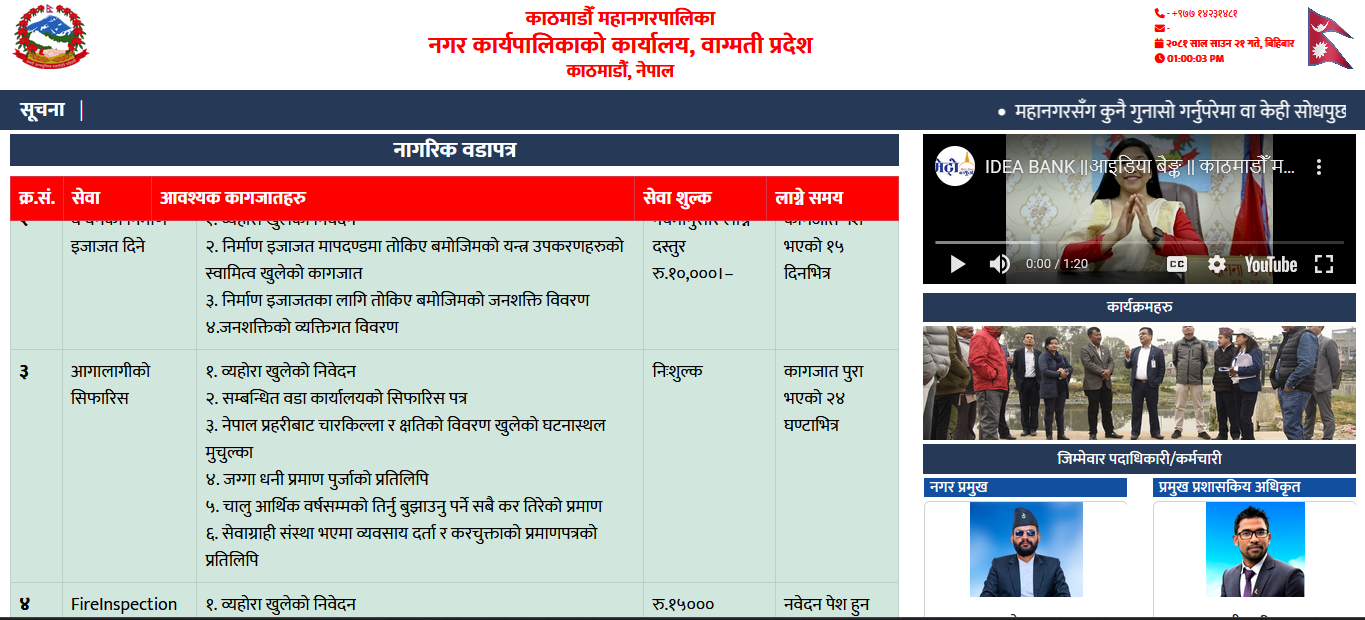 काठमाडौँ महानगरपालिका
नगर कार्यपालिकाको कार्यालय, वाग्मती प्रदेश
काठमाडौं, नेपाल
- +९७७ १४२३१४८१
-
२०८१ साल साउन २१ गते, बिहिबार
01:00:03 PM
सूचना |
• महानगरसँग कुनै गुनासो गर्नुपरेमा वा केही सोधपुछ
नागरिक वडापत्र
क्र.सं. सेवा आवश्यक कागजातहरु सेवा शुल्क लाग्ने समय
१. व्यहोरा खुलेको निवेदन
इजाजत दिने २. निर्माण इजाजत मापदण्डमा तोकिए बमोजिमको यन्त्र उपकरणहरुको दस्तुर भएको १५
स्वामित्व खुलेको कागजात रु.१०,०००।– दिनभित्र
३. निर्माण इजाजतका लागि तोकिए बमोजिमको जनशक्ति विवरण
४.जनशक्तिको व्यक्तिगत विवरण
३ आगालागीको १. व्यहोरा खुलेको निवेदन निःशुल्क कागजात पुरा
सिफारिस २. सम्बन्धित वडा कार्यालयको सिफारिस पत्र भएको २४
३. नेपाल प्रहरीबाट चारकिल्ला र क्षतिको विवरण खुलेको घटनास्थल घण्टाभित्र
मुचुल्का
४. जग्गा धनी प्रमाण पुर्जाको प्रतिलिपि
५. चालु आर्थिक वर्षसम्मको तिर्नु बुझाउनु पर्ने सबै कर तिरेको प्रमाण
६. सेवाग्राही संस्था भएमा व्यवसाय दर्ता र करचुक्ताको प्रमाणपत्रको
प्रतिलिपि
४ FireInspection १. व्यहोरा खुलेको निवेदन रु.१५००० नवेदन पेश हुन
IDEA BANK ||आइडिया बैङ्क || काठमाडौँ म...
0:00 / 1:20
CC
YouTube
कार्यक्रमहरु
जिम्मेवार पदाधिकारी/कर्मचारी
नगर प्रमुख
प्रमुख प्रशासकिय अधिकृत